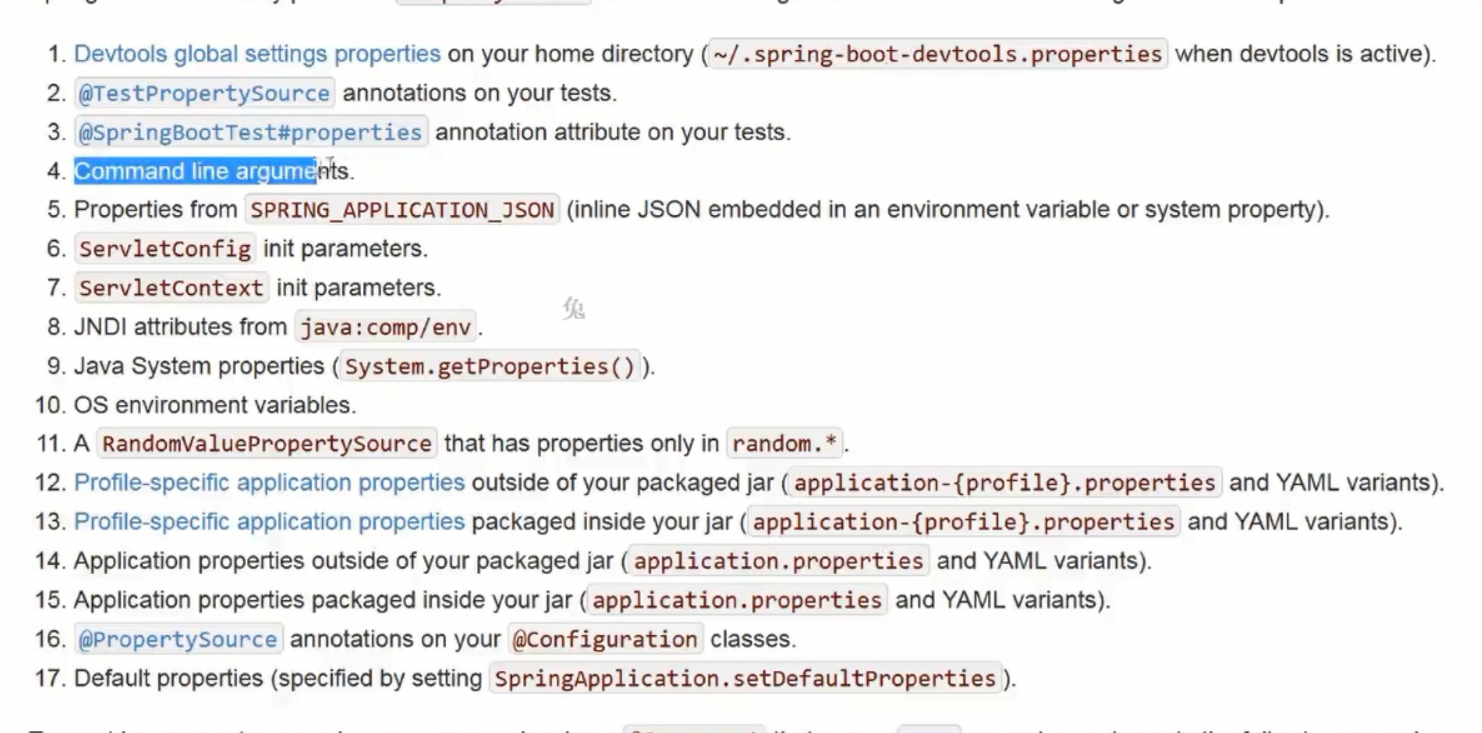 1. Devtools global settings properties on your home directory (~/.spring-boot-devtools.properties when devtools is active).
2. @TestPropertySource annotations on your tests.
3. @SpringBootTest#properties annotation attribute on your tests.
4. Command line arguments.
5. Properties from SPRING_APPLICATION_JSON (inline JSON embedded in an environment variable or system property).
6. ServletConfig init parameters.
7. ServletContext init parameters.
兔
8. JNDI attributes from java:comp/env.
9. Java System properties (System.getProperties()).
10. OS environment variables.
11. A RandomValuePropertySource that has properties only in random.*.
12. Profile-specific application properties outside of your packaged jar (application-{profile}.properties and YAML variants).
13. Profile-specific application properties packaged inside your jar (application-{profile}.properties and YAML variants).
14. Application properties outside of your packaged jar (application.properties and YAML variants).
15. Application properties packaged inside your jar (application.properties and YAML variants).
16. @PropertySource annotations on your @Configuration classes.
17. Default properties (specified by setting SpringApplication.setDefaultProperties).